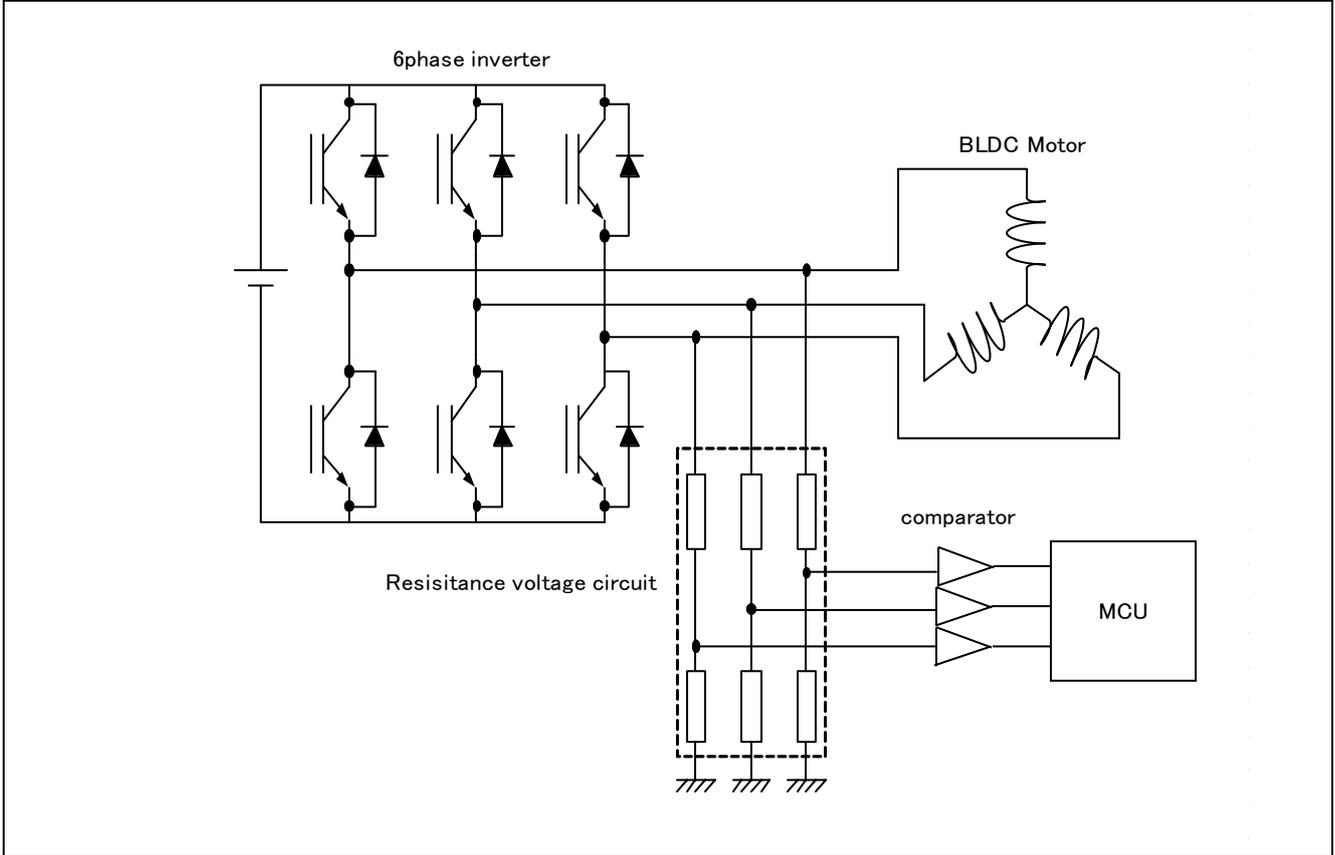 6phase inverter
BLDC Motor
comparator
Resisitance voltage circuit
MCU